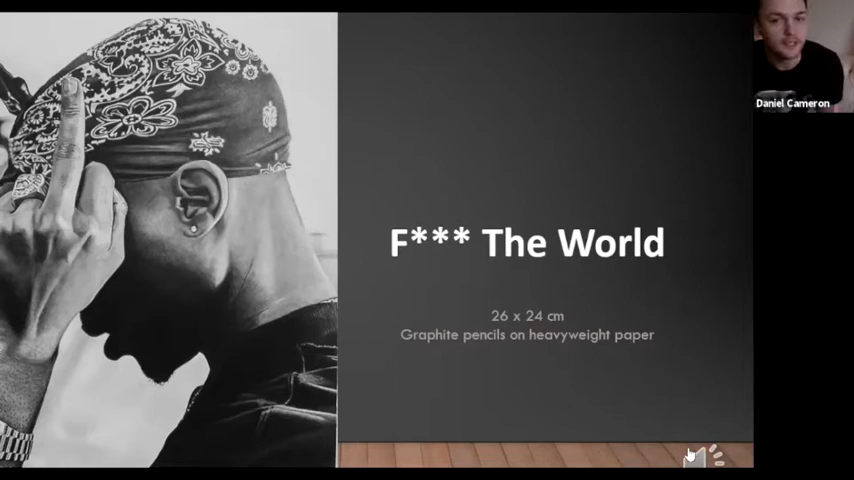 F*** The World
26 x 24 cm
Graphite pencils on heavyweight paper
Daniel Cameron